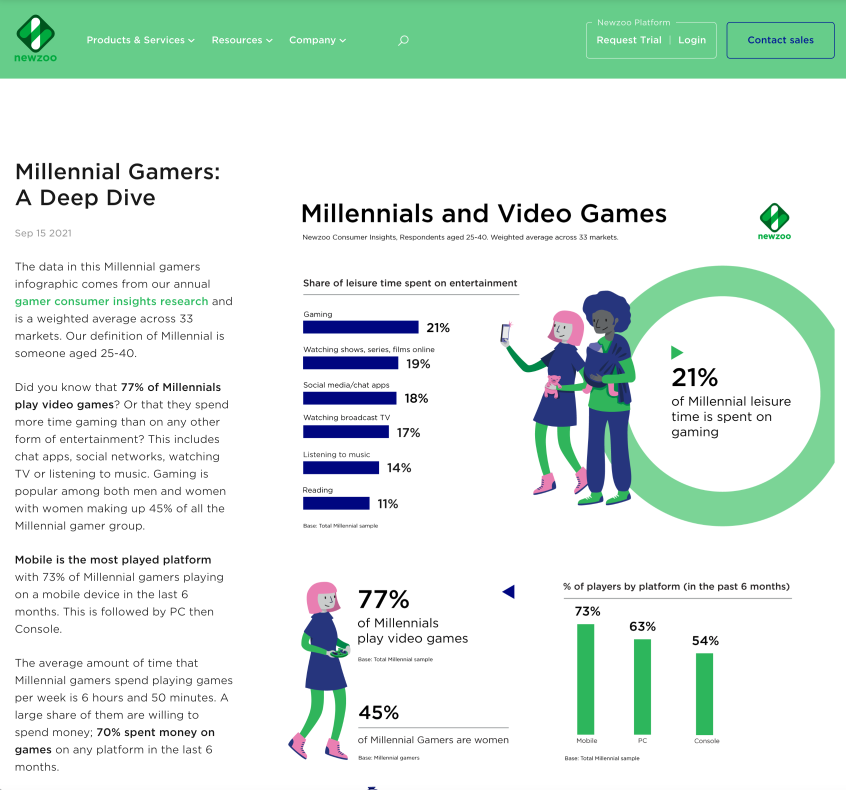 Newzoo Platform
Products & Services Resources Company
Request Trial | Login
Contact sales
newzoo
Millennial Gamers:
A Deep Dive
Sep 15 2021
The data in this Millennial gamers
infographic comes from our annual
gamer consumer insights research and
is a weighted average across 33
markets. Our definition of Millennial is
someone aged 25-40.
Did you know that 77% of Millennials
play video games? Or that they spend
more time gaming than on any other
form of entertainment? This includes
chat apps, social networks, watching
TV or listening to music. Gaming is
popular among both men and women
with women making up 45% of all the
Millennial gamer group.
Mobile is the most played platform
with 73% of Millennial gamers playing
on a mobile device in the last 6
months. This is followed by PC then
Console.
The average amount of time that
Millennial gamers spend playing games
per week is 6 hours and 50 minutes. A
large share of them are willing to
spend money; 70% spent money on
games on any platform in the last 6
months.
Millennials and Video Games
Newzoo Consumer Insights, Respondents aged 25-40. Weighted average across 33 markets.
newzoo
Share of leisure time spent on entertainment
Gaming
21%
Watching shows, series, films online
19%
Social media/chat apps
18%
Watching broadcast TV
17%
Listening to music
14%
Reading
11%
Base: Total Millennial sample
21%
of Millennial leisure
time is spent on
gaming
77%
of Millennials
play video games
Base: Total Millennial sample
45%
of Millennial Gamers are women
Base: Millennial gamers
% of players by platform (in the past 6 months)
73%
63%
54%
Mobile PC Console
Base: Total Millennial sample